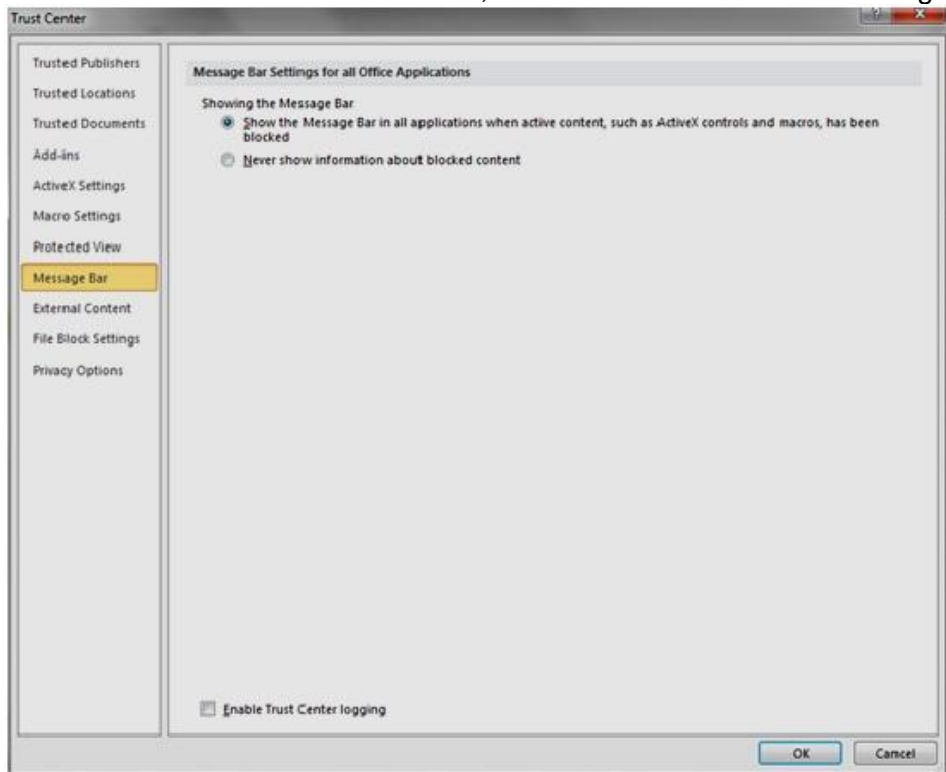 Trust Center
Trusted Publishers
Trusted Locations
Trusted Documents
Add-ins
ActiveX Settings
Macro Settings
Protected View
Message Bar
External Content
File Block Settings
Privacy Options
Message Bar Settings for all Office Applications
Showing the Message Bar
Show the Message Bar in all applications when active content, such as ActiveX controls and macros, has been
blocked
Never show information about blocked content
Enable Trust Center logging
OK
Cancel